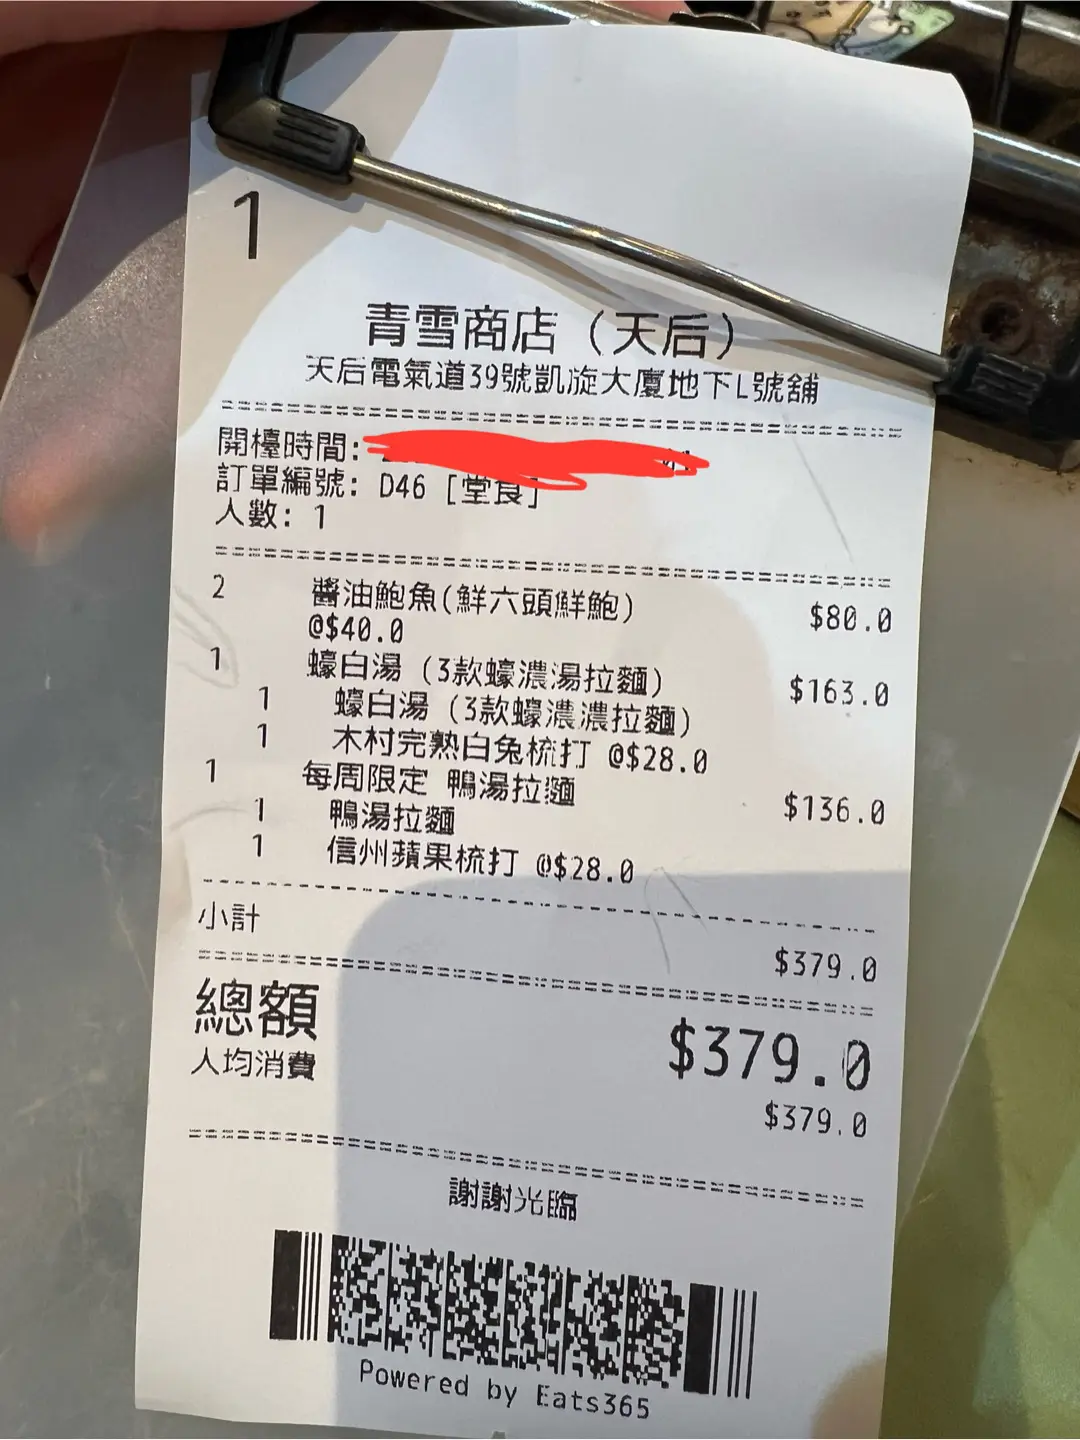 1
青雪商店（天后）
天后電氣道39號凱旋大廈地下L號舖
開檯時間:
訂單編號: D46 [堂食]
人數: 1
2 醬油鮑魚(鮮六頭鮮鮑) $80.0
@$40.0
1 蠔白湯 (3款蠔濃湯拉麵) $163.0
1 蠔白湯 (3款蠔濃濃拉麵)
1 木村完熟白兔梳打 @$28.0
1 每周限定 鴨湯拉麵 $136.0
1 鴨湯拉麵
1 信州蘋果梳打 @$28.0
小計 $379.0
總額 $379.0
人均消費 $379.0
謝謝光臨
Powered by Eats365